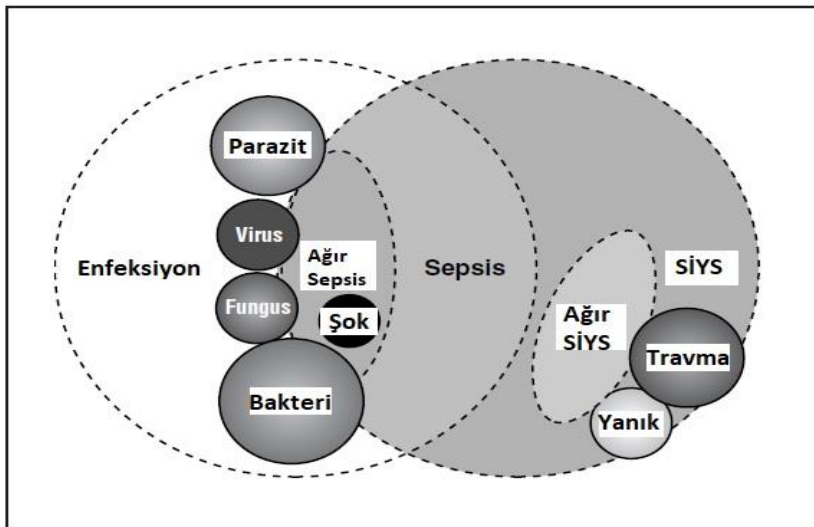 Parazit
Virus
Enfeksiyon
Ağır
Sepsis
Sepsis
SİYS
Fungus
Şok
Ağır
SİYS
Travma
Bakteri
Yanık